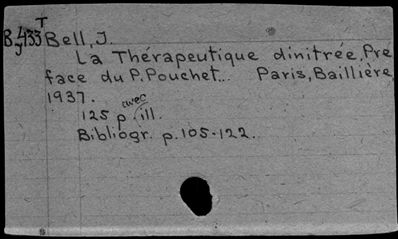 T
B433 Bell, J.
La Thérapeutique dinitrée. Pre
face du P. Pouchet... Paris, Baillière,
1937.
125 p. avec ill.
Bibliogr. p. 105-122.